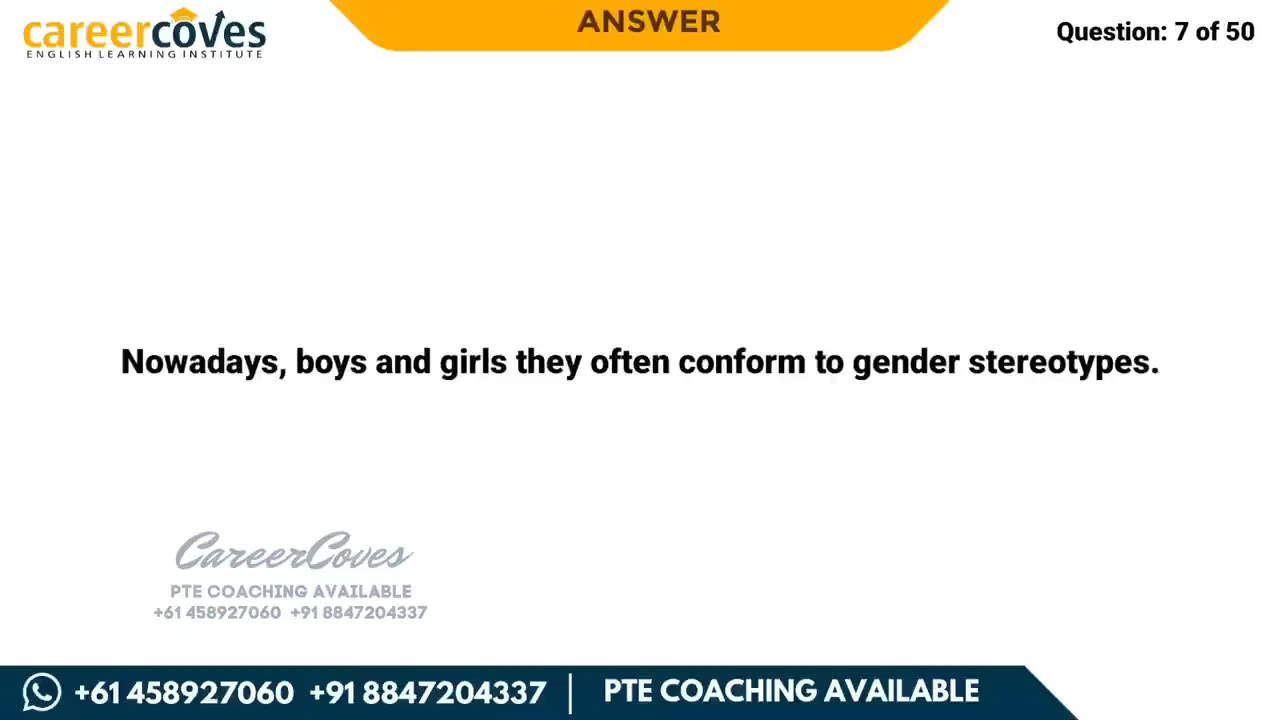 careercoves
ENGLISH LEARNING INSTITUTE
ANSWER
Question: 7 of 50
Nowadays, boys and girls they often conform to gender stereotypes.
CareerCoves
PTE COACHING AVAILABLE
+61 458927060 +91 8847204337
+61 458927060 +91 8847204337 | PTE COACHING AVAILABLE